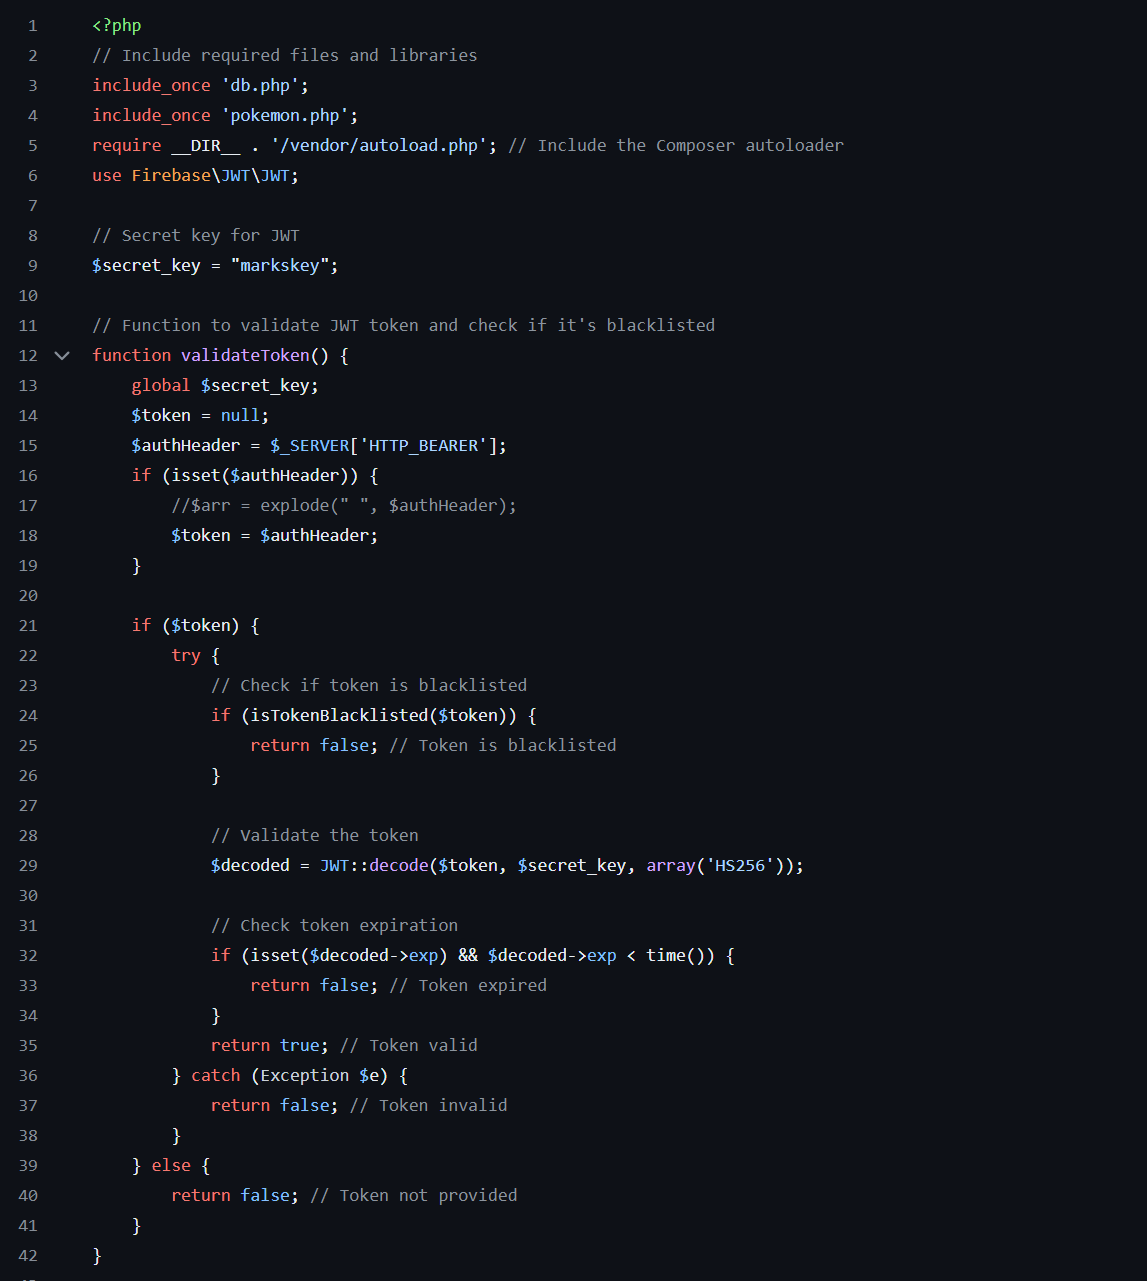 1 <?php
2 // Include required files and libraries
3 include_once 'db.php';
4 include_once 'pokemon.php';
5 require __DIR__ . '/vendor/autoload.php'; // Include the Composer autoloader
6 use Firebase\JWT\JWT;
7
8 // Secret key for JWT
9 $secret_key = "markskey";
10
11 // Function to validate JWT token and check if it's blacklisted
12 function validateToken() {
13     global $secret_key;
14     $token = null;
15     $authHeader = $_SERVER['HTTP_BEARER'];
16     if (isset($authHeader)) {
17         //$arr = explode(" ", $authHeader);
18         $token = $authHeader;
19     }
20
21     if ($token) {
22         try {
23             // Check if token is blacklisted
24             if (isTokenBlacklisted($token)) {
25                 return false; // Token is blacklisted
26             }
27
28             // Validate the token
29             $decoded = JWT::decode($token, $secret_key, array('HS256'));
30
31             // Check token expiration
32             if (isset($decoded->exp) && $decoded->exp < time()) {
33                 return false; // Token expired
34             }
35             return true; // Token valid
36         } catch (Exception $e) {
37             return false; // Token invalid
38         }
39     } else {
40         return false; // Token not provided
41     }
42 }